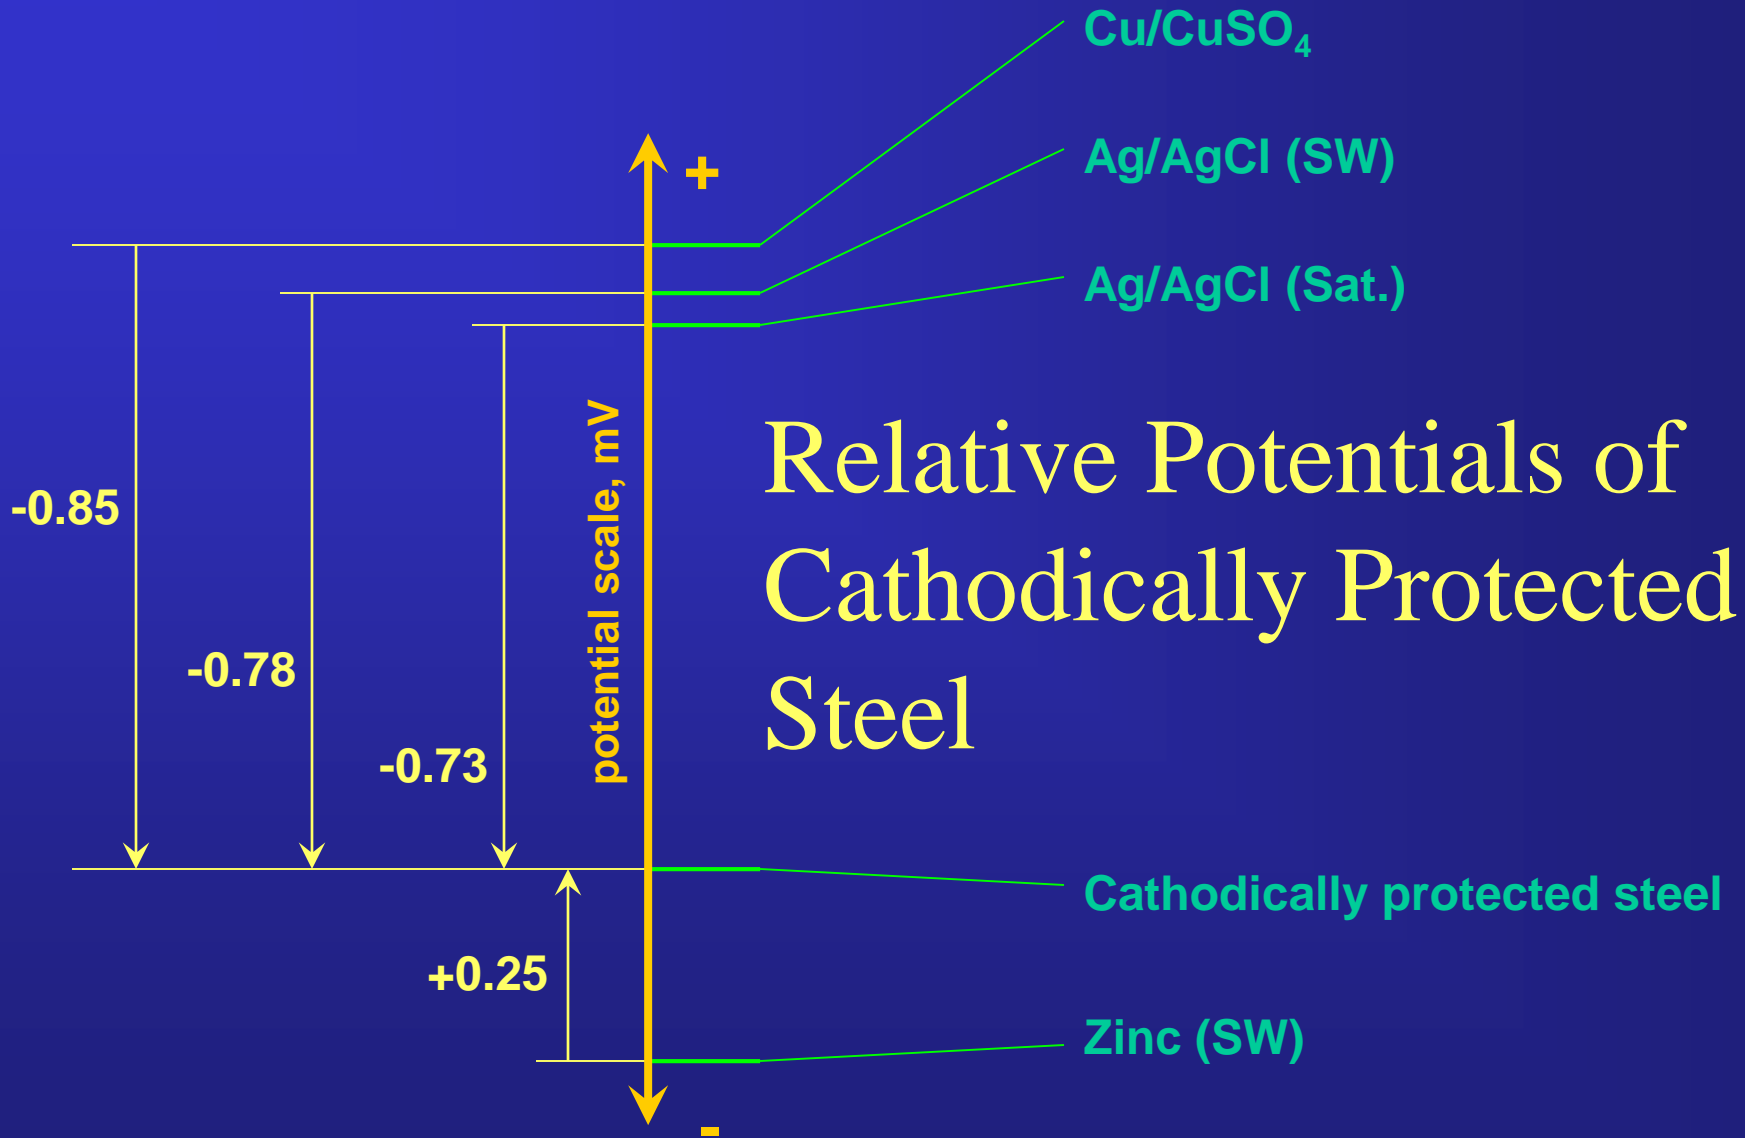 Cu/CuSO4
+
Ag/AgCl (SW)
Ag/AgCl (Sat.)
potential scale, mV
Relative Potentials of
Cathodically Protected
Steel
-0.85
-0.78
-0.73
Cathodically protected steel
+0.25
Zinc (SW)
-